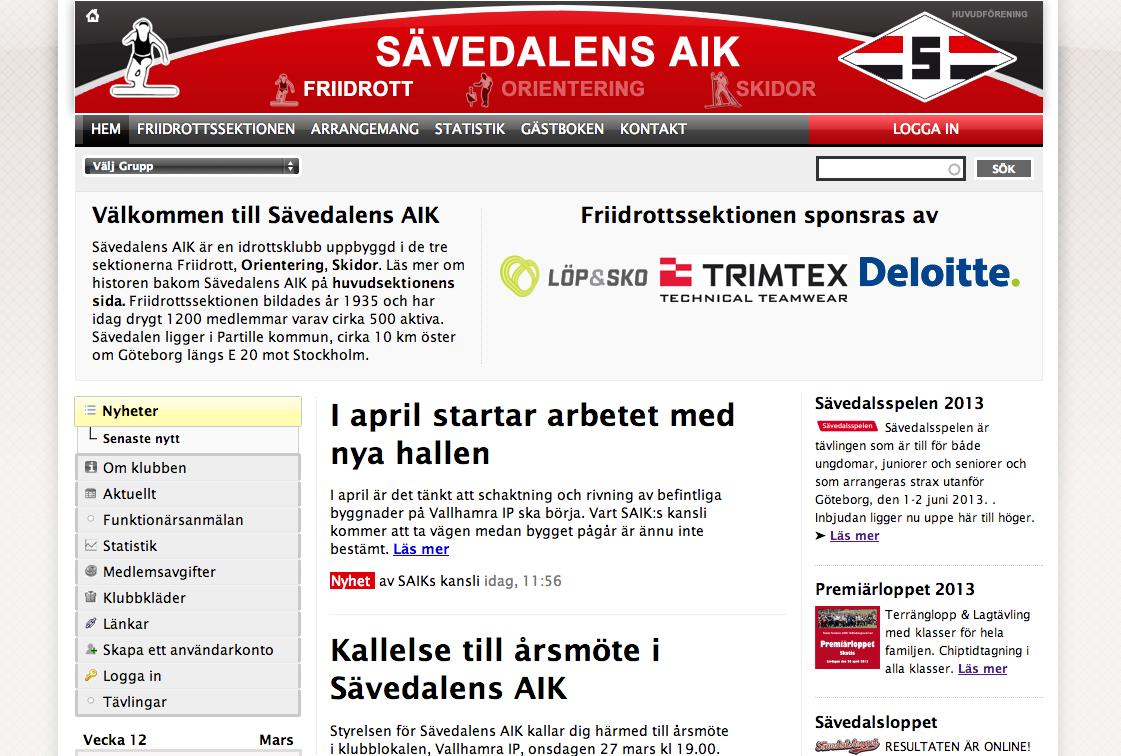 HUVUDFÖRENING
SÄVEDALENS AIK
S
FRIIDROTT ORIENTERING SKIDOR
HEM FRIIDROTTSSEKTIONEN ARRANGEMANG STATISTIK GÄSTBOKEN KONTAKT LOGGA IN
Välj Grupp
SÖK
Välkommen till Sävedalens AIK
Sävedalens AIK är en idrottsklubb uppbyggd i de tre
sektionerna Friidrott, Orientering, Skidor. Läs mer om
historen bakom Sävedalens AIK på huvudsektionens
sida. Friidrottssektionen bildades år 1935 och har
idag drygt 1200 medlemmar varav cirka 500 aktiva.
Sävedalen ligger i Partille kommun, cirka 10 km öster
om Göteborg längs E 20 mot Stockholm.
Friidrottssektionen sponsras av
LÖP&SKO
TRIMTEX
TECHNICAL TEAMWEAR
Deloitte.
Nyheter
Senaste nytt
Om klubben
Aktuellt
Funktionärsanmälan
Statistik
Medlemsavgifter
Klubbkläder
Länkar
Skapa ett användarkonto
Logga in
Tävlingar
Vecka 12 Mars
I april startar arbetet med
nya hallen
I april är det tänkt att schaktning och rivning av befintliga
byggnader på Vallhamra IP ska börja. Vart SAIK:s kansli
kommer att ta vägen medan bygget pågår är ännu inte
bestämt. Läs mer
Nyhet av SAIKs kansli idag, 11:56
Kallelse till årsmöte i
Sävedalens AIK
Styrelsen för Sävedalens AIK kallar dig härmed till årsmöte
i klubblokalen, Vallhamra IP, onsdagen 27 mars kl 19.00.
Sävedalsspelen 2013
Sävedalsspelen Sävedalsspelen är
tävlingen som är till för både
ungdomar, juniorer och seniorer och
som arrangeras strax utanför
Göteborg, den 1-2 juni 2013. .
Inbjudan ligger nu uppe här till höger.
➤ Läs mer
Premiärloppet 2013
Premiärloppet
Terränglopp & Lagtävling
med klasser för hela
familjen. Chiptidtagning i
alla klasser. Läs mer
Sävedalsloppet
RESULTATEN ÄR ONLINE!